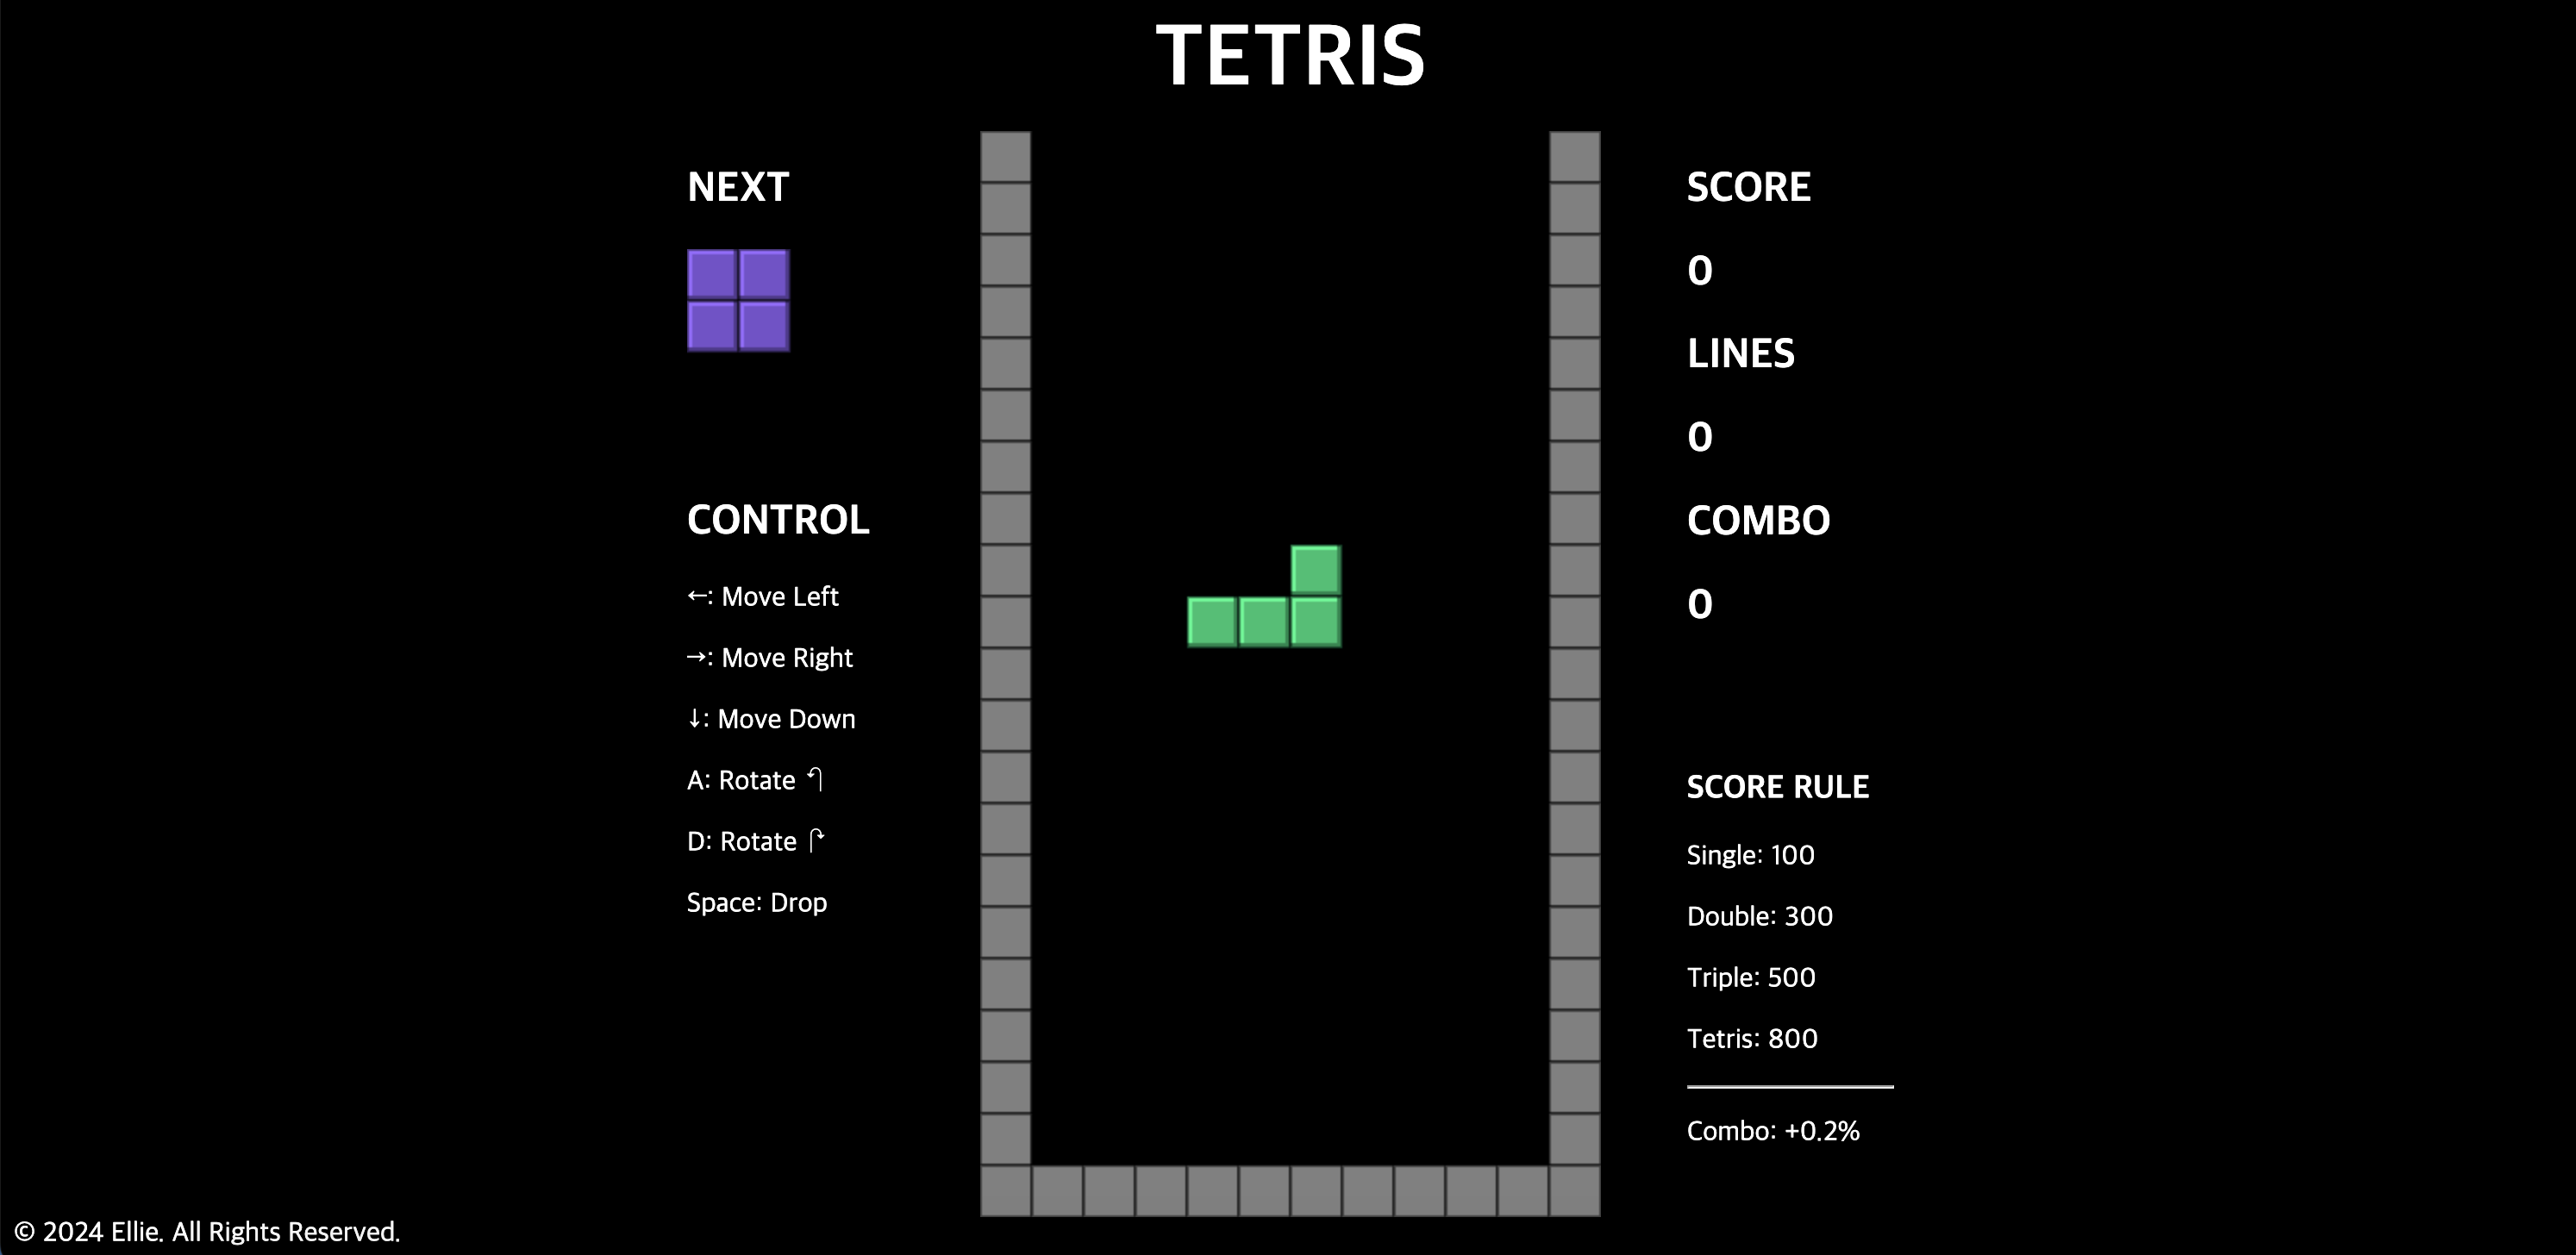 TETRIS
NEXT
CONTROL
←: Move Left
→: Move Right
↓: Move Down
A: Rotate ↰
D: Rotate ↱
Space: Drop
SCORE
0
LINES
0
COMBO
0
SCORE RULE
Single: 100
Double: 300
Triple: 500
Tetris: 800
Combo: +0.2%
© 2024 Ellie. All Rights Reserved.